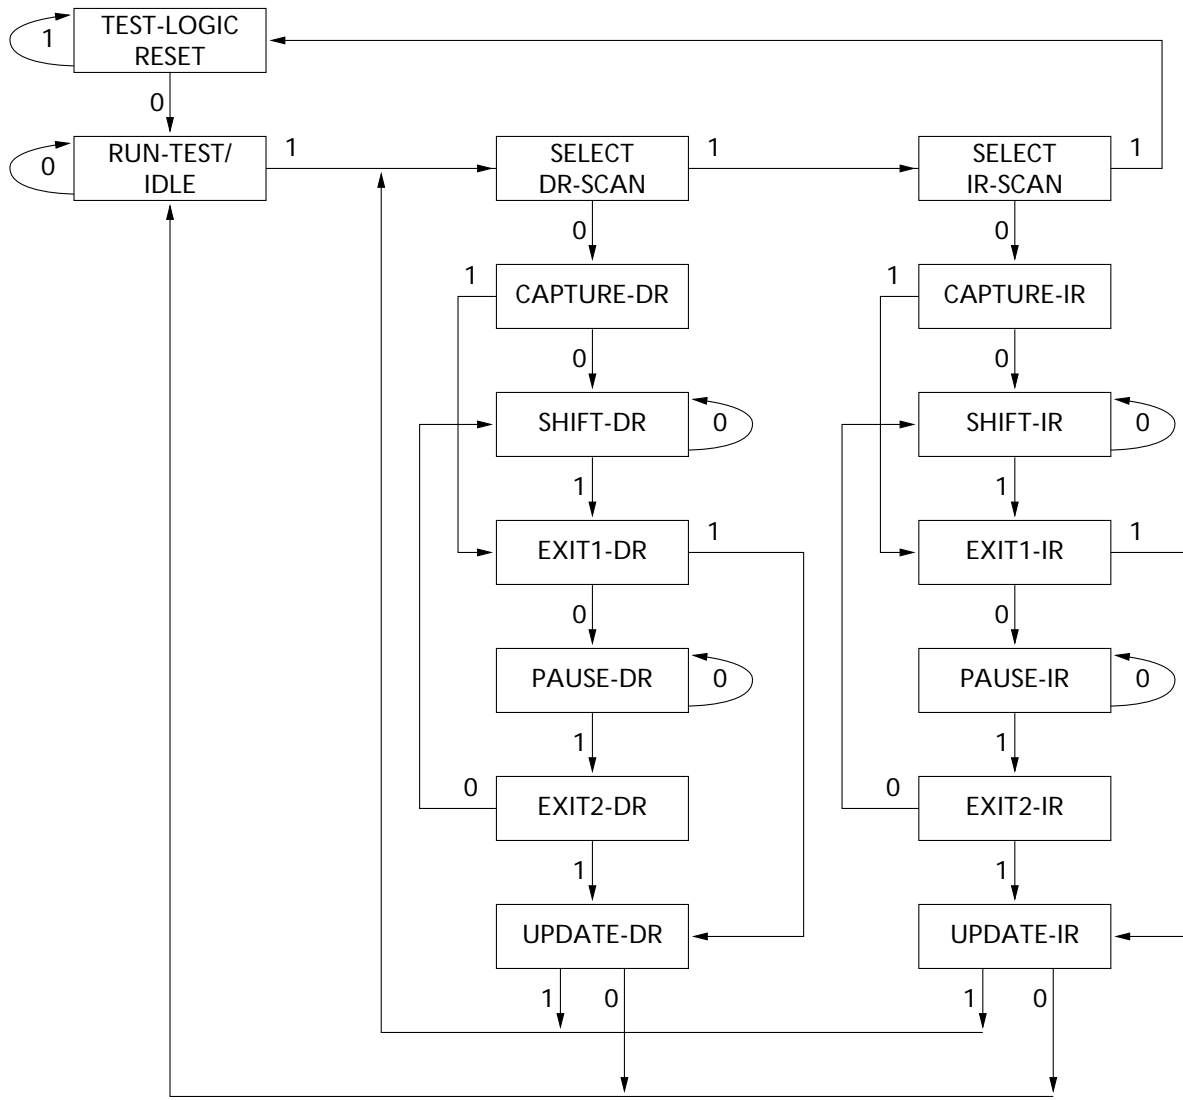 TEST-LOGIC
RESET
1
0
RUN-TEST/
IDLE
0
1
SELECT
DR-SCAN
1
SELECT
IR-SCAN
1
0
0
1
CAPTURE-DR
1
CAPTURE-IR
0
0
SHIFT-DR
0
SHIFT-IR
0
1
1
EXIT1-DR
1
EXIT1-IR
1
0
0
PAUSE-DR
0
PAUSE-IR
0
1
1
0
EXIT2-DR
0
EXIT2-IR
1
1
UPDATE-DR
UPDATE-IR
1
0
1
0